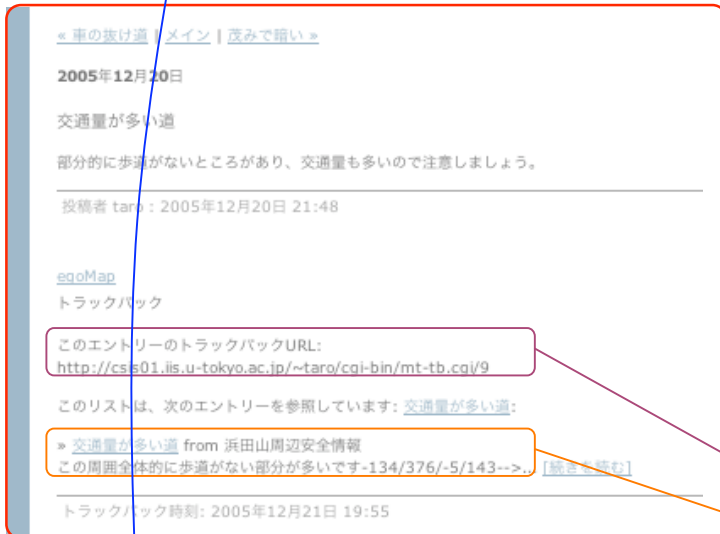 « 車の抜け道 | メイン | 茂みで暗い »
2005年12月20日
交通量が多い道
部分的に歩道がないところがあり、交通量も多いので注意しましょう。
投稿者 taro : 2005年12月20日 21:48
egoMap
トラックバック
このエントリーのトラックバックURL:
http://csis01.iis.u-tokyo.ac.jp/~taro/cgi-bin/mt-tb.cgi/9
このリストは、次のエントリーを参照しています: 交通量が多い道:
» 交通量が多い道 from 浜田山周辺安全情報
この周囲全体的に歩道がない部分が多いです-134/376/-5/143-->... [続きを読む]
トラックバック時刻: 2005年12月21日 19:55